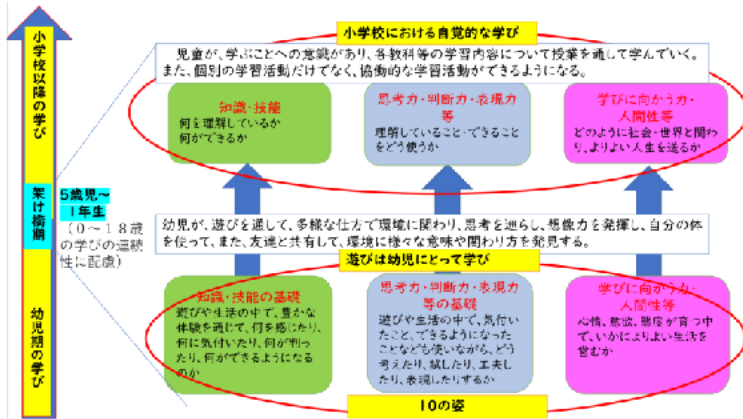 小学校以降の学び
架け橋期
幼児期の学び
5歳児～
1年生
(0～18歳
の学びの連続
性に配慮)
小学校における自覚的な学び
児童が、学ぶことへの意識があり、各教科等の学習内容について授業を通して学んでいく。
また、個別の学習活動だけでなく、協働的な学習活動ができるようになる。
知識・技能
何を理解しているか
何ができるか
思考力・判断力・表現力
等
理解していること・できること
をどう使うか
学びに向かう力・
人間性等
どのように社会・世界と関わ
り、よりよい人生を送るか
幼児が、遊びを通して、多様な仕方で環境に関わり、思考を巡らし、想像力を発揮し、自分の体
を使って、また、友達と共有して、環境に様々な意味や関わり方を発見する。
遊びは幼児にとって学び
知識・技能の基礎
遊びや生活の中で、豊かな
体験を通じて、何を感じたり、
何に気付いたり、何が判っ
たり、何ができるようになる
のか
思考力・判断力・表現力
等の基礎
遊びや生活の中で、気付い
たこと、できるようになった
ことなども使いながら、どう
考えたり、試したり、工夫し
たり、表現したりするか
学びに向かう力・
人間性等
心情、意欲、態度が育つ中
で、いかによりよい生活を
営むか
10の姿